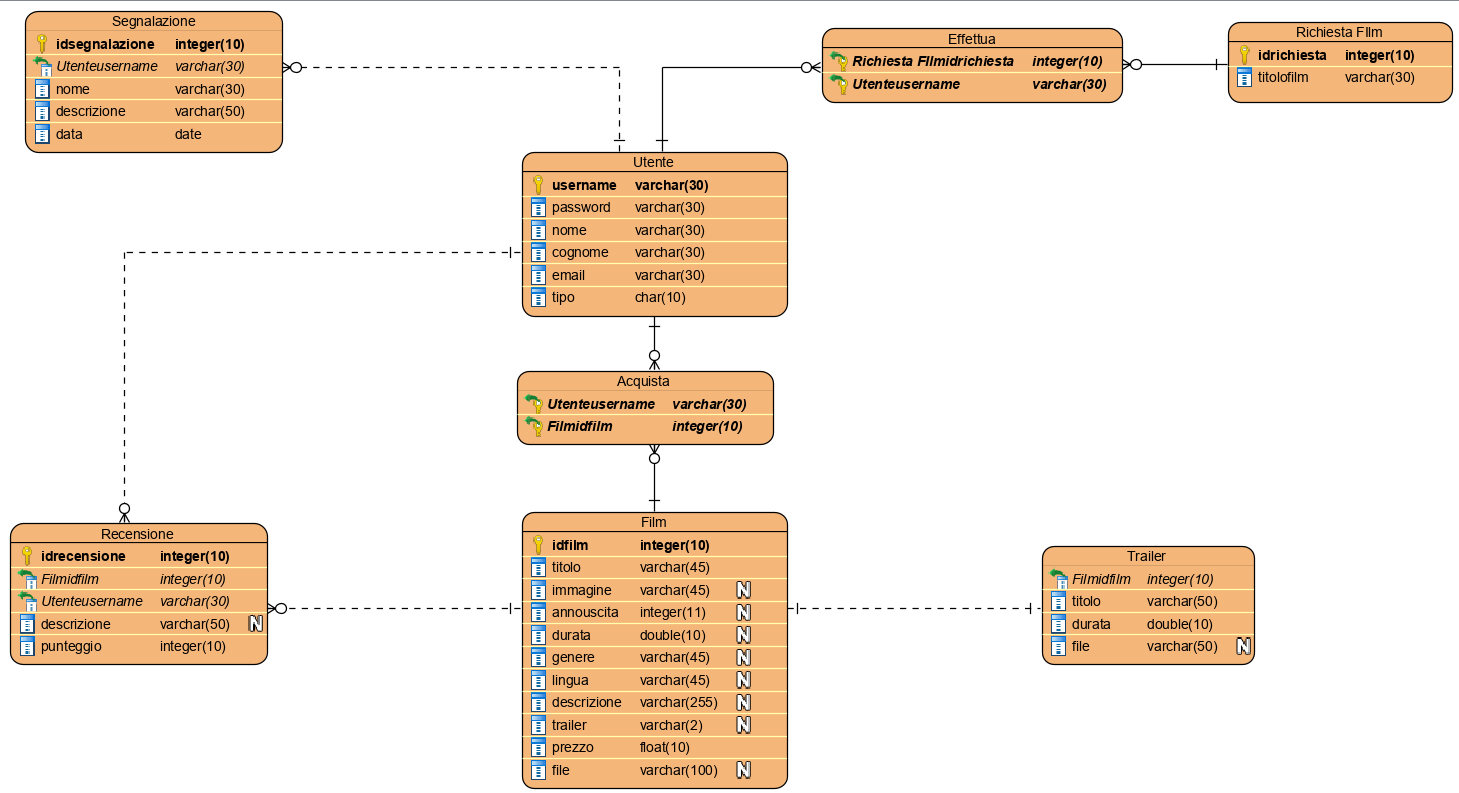 Segnalazione
idsegnalazione integer(10)
Utenteusername varchar(30)
nome varchar(30)
descrizione varchar(50)
data date
Effettua
Richiesta FIlmidrichiesta integer(10)
Utenteusername varchar(30)
Richiesta FIlm
idrichiesta integer(10)
titolofilm varchar(30)
Utente
username varchar(30)
password varchar(30)
nome varchar(30)
cognome varchar(30)
email varchar(30)
tipo char(10)
Acquista
Utenteusername varchar(30)
Filmidfilm integer(10)
Recensione
idrecensione integer(10)
Filmidfilm integer(10)
Utenteusername varchar(30)
descrizione varchar(50) N
punteggio integer(10)
Film
idfilm integer(10)
titolo varchar(45)
immagine varchar(45) N
annouscita integer(11) N
durata double(10) N
genere varchar(45) N
lingua varchar(45) N
descrizione varchar(255) N
trailer varchar(2) N
prezzo float(10)
file varchar(100) N
Trailer
Filmidfilm integer(10)
titolo varchar(50)
durata double(10)
file varchar(50) N